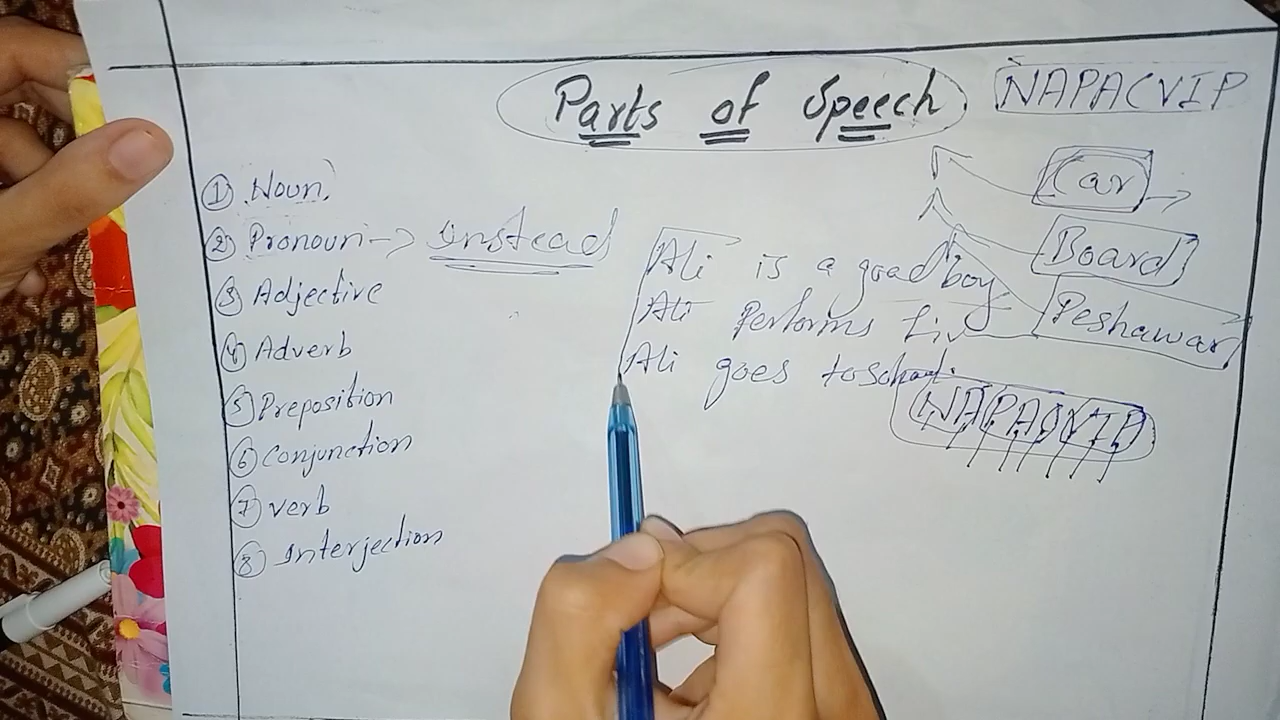 Parts of Speech
NAPACVIP
① Noun
② Pronoun -> instead
③ Adjective
④ Adverb
⑤ Preposition
⑥ Conjunction
⑦ verb
⑧ Interjection
Ali is a good boy
Ali Performs
Ali goes to school.
Car
Board
Peshawar
NAPACVIP